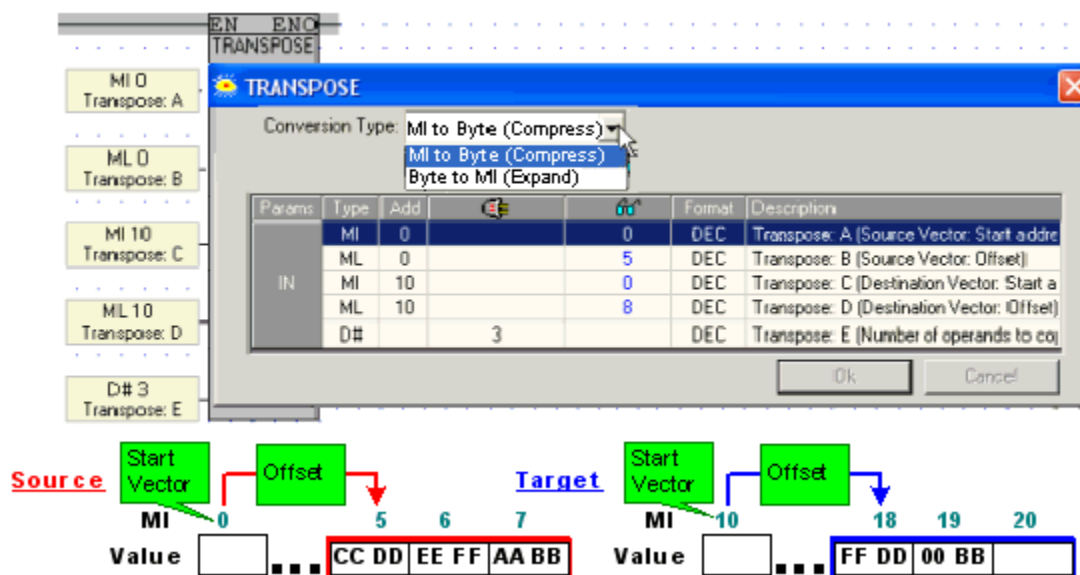 EN ENO
TRANSPOSE
MI 0
Transpose: A
ML 0
Transpose: B
MI 10
Transpose: C
ML 10
Transpose: D
D# 3
Transpose: E
TRANSPOSE
Conversion Type: MI to Byte (Compress)
MI to Byte (Compress)
Byte to MI (Expand)
Params Type Add Format Description
IN
MI 0 0 DEC Transpose: A (Source Vector: Start addre
ML 0 5 DEC Transpose: B (Source Vector: Offset)
MI 10 0 DEC Transpose: C (Destination Vector: Start a
ML 10 8 DEC Transpose: D (Destination Vector: Offset)
D# 3 DEC Transpose: E (Number of operands to co
Ok Cancel
Source
Start Vector
Offset
MI 0 5 6 7
Value ... CC DD EE FF AA BB
Target
Start Vector
Offset
MI 10 18 19 20
Value ... FF DD 00 BB